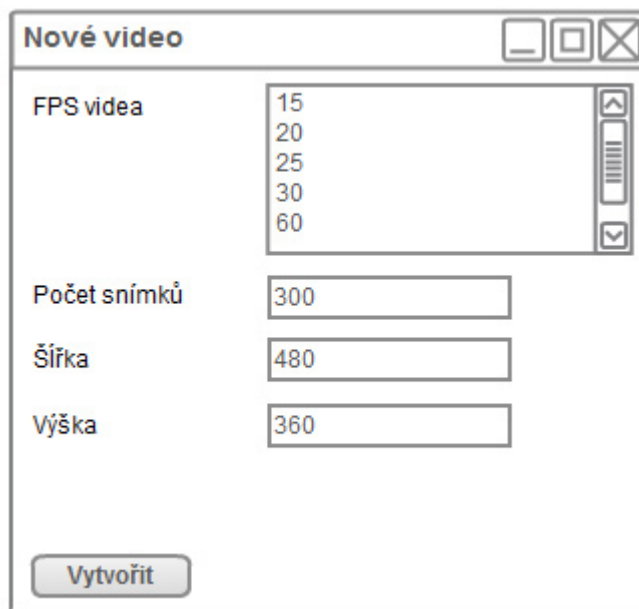 Nové video
FPS videa
15
20
25
30
60
Počet snímků
300
Šířka
480
Výška
360
Vytvořit